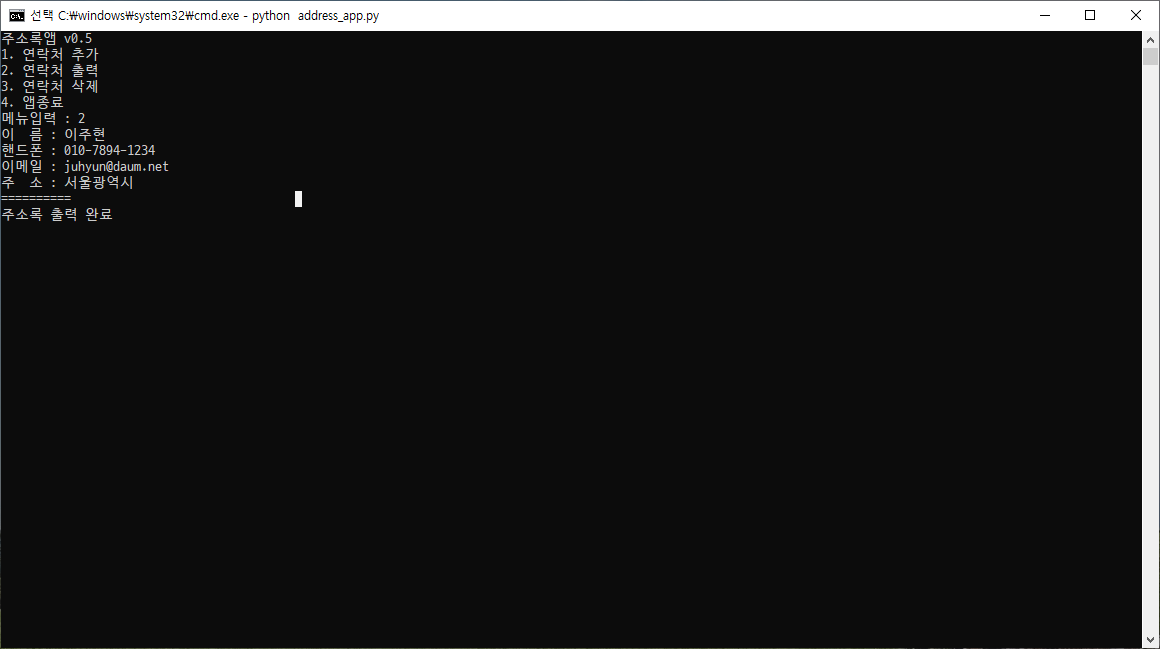 선택 C:₩windows₩system32₩cmd.exe - python  address_app.py
주소록앱 v0.5
1. 연락처 추가
2. 연락처 출력
3. 연락처 삭제
4. 앱종료
메뉴입력 : 2
이  름 : 이주현
핸드폰 : 010-7894-1234
이메일 : juhyun@daum.net
주  소 : 서울광역시
==========
주소록 출력 완료